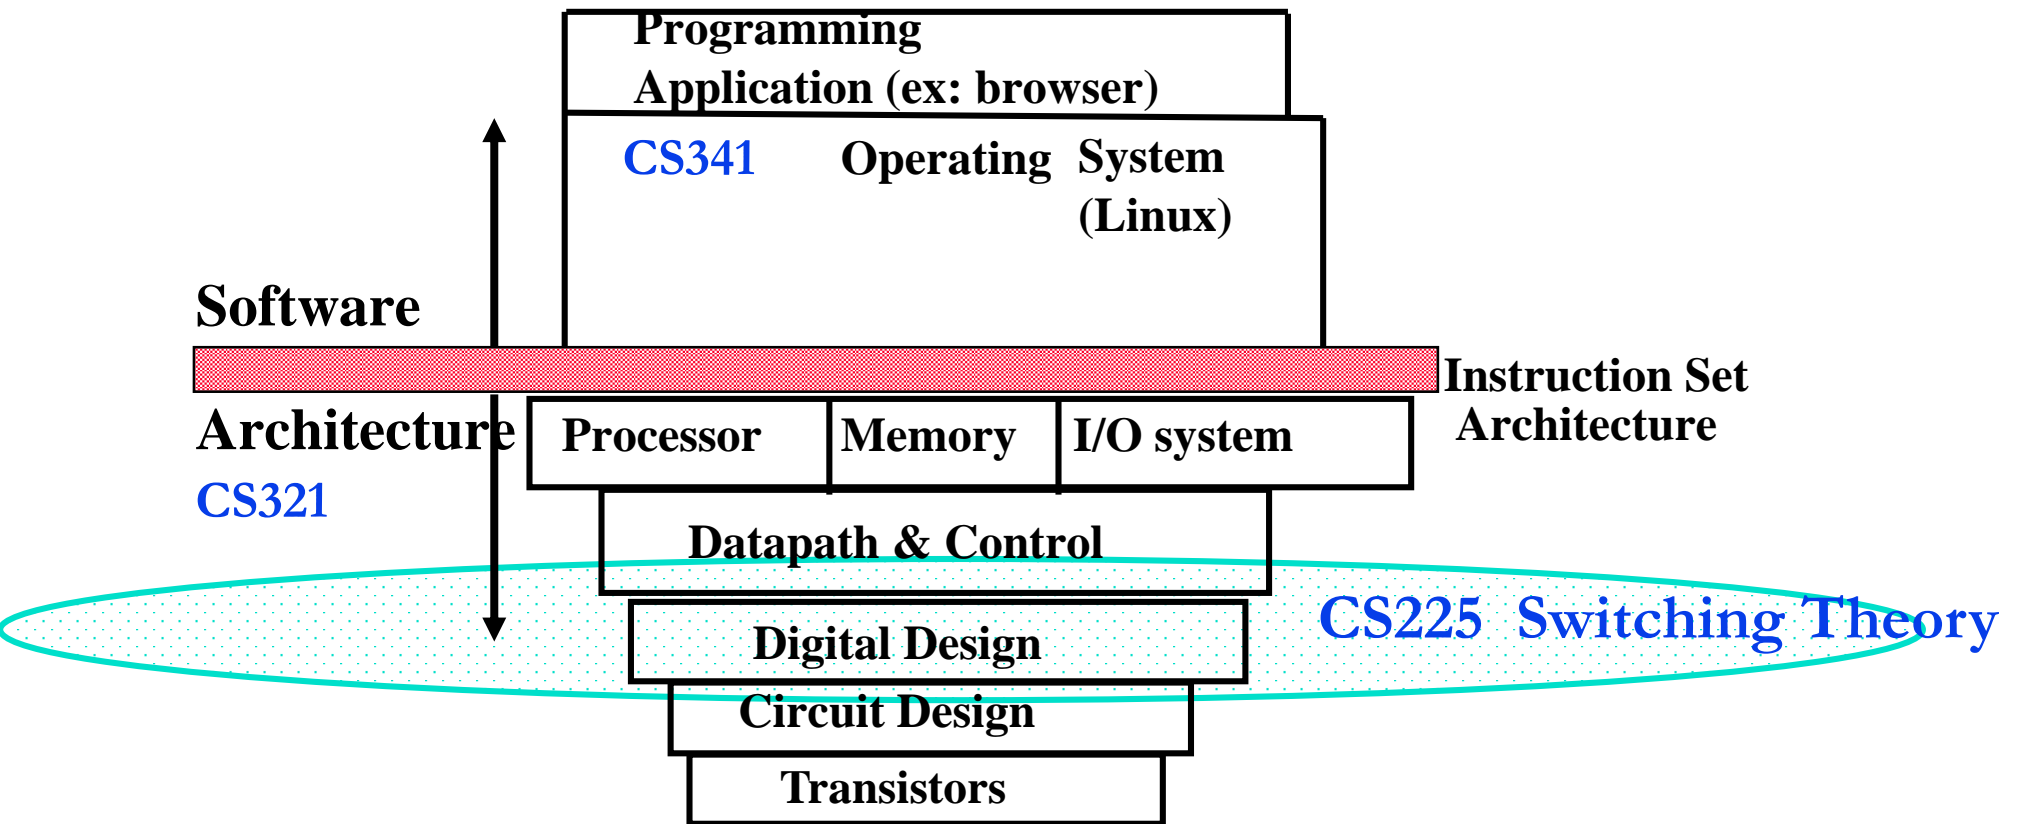 Programming
Application (ex: browser)
CS341 Operating System
(Linux)
Software
Instruction Set
Architecture
Architecture
CS321
Processor Memory I/O system
Datapath & Control
CS225 Switching Theory
Digital Design
Circuit Design
Transistors